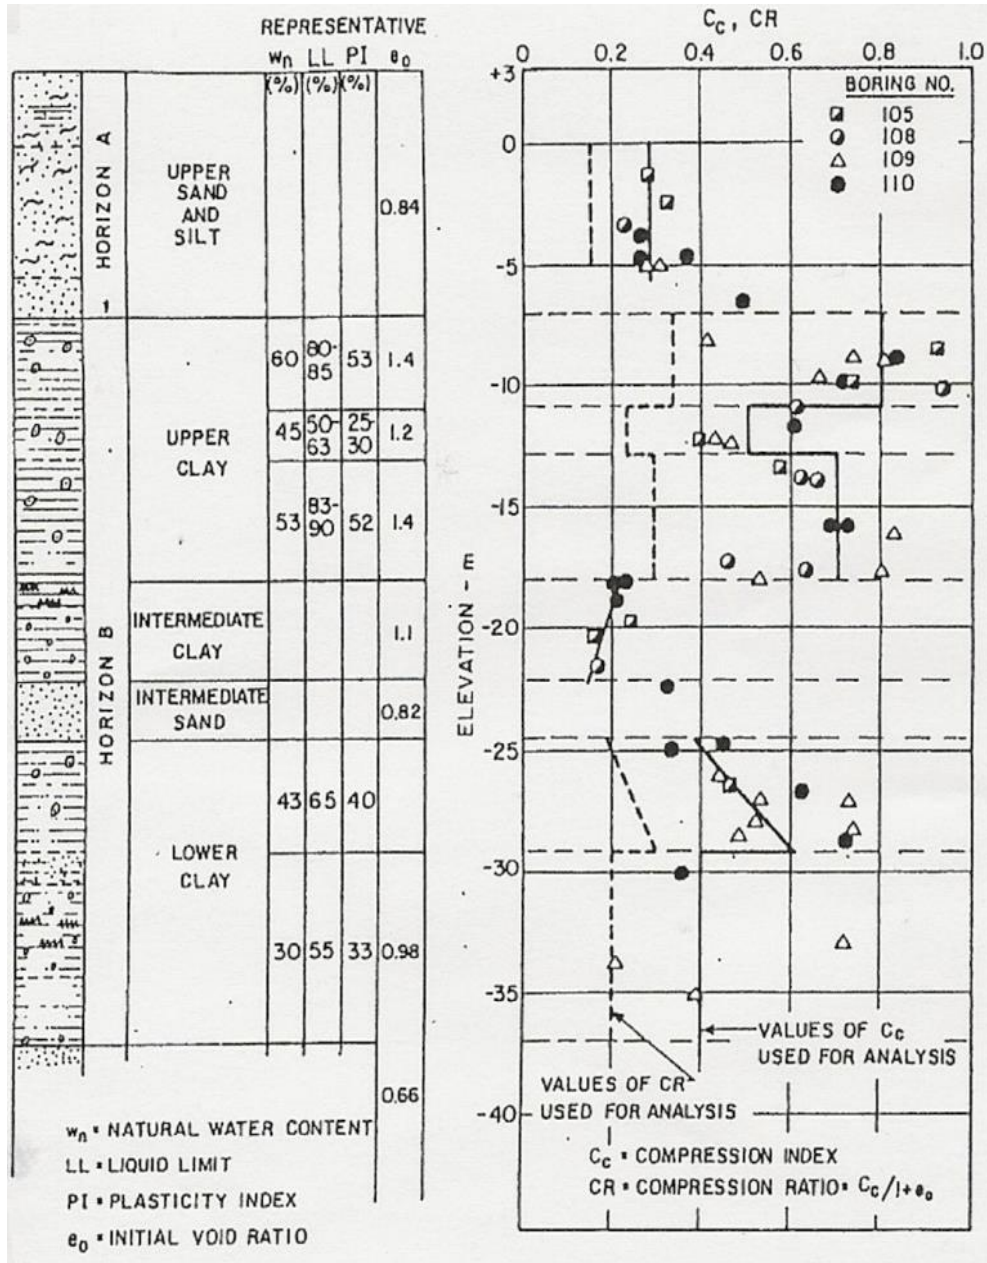 REPRESENTATIVE
wn LL PI e₀
(%) (%) (%)
HORIZON A
UPPER
SAND
AND
SILT
0.84
HORIZON B
UPPER
CLAY
60 80-85 53 1.4
45 50-63 25-30 1.2
53 83-90 52 1.4
INTERMEDIATE
CLAY
1.1
INTERMEDIATE
SAND
0.82
LOWER
CLAY
43 65 40
30 55 33 0.98
0.66
wn = NATURAL WATER CONTENT
LL = LIQUID LIMIT
PI = PLASTICITY INDEX
e₀ = INITIAL VOID RATIO
Cc, CR
0 0.2 0.4 0.6 0.8 1.0
+3
0
-5
-10
-15
-20
-25
-30
-35
-40
ELEVATION - m
BORING NO.
105
108
109
110
VALUES OF Cc
USED FOR ANALYSIS
VALUES OF CR
USED FOR ANALYSIS
Cc = COMPRESSION INDEX
CR = COMPRESSION RATIO = Cc/1+e₀